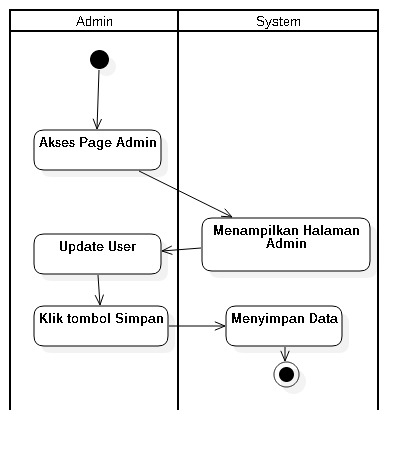 Admin
System
Akses Page Admin
Menampilkan Halaman
Admin
Update User
Klik tombol Simpan
Menyimpan Data